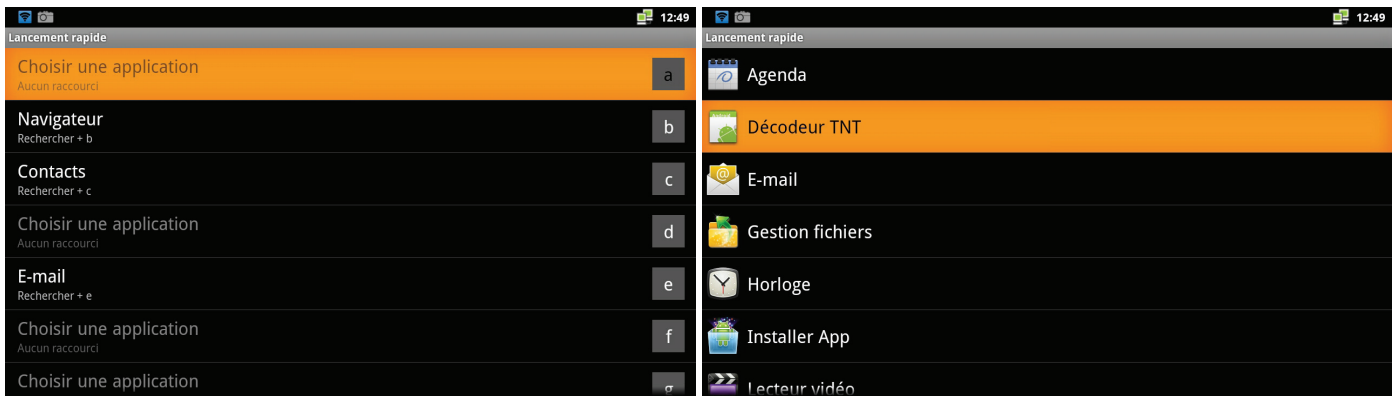 12:49
Lancement rapide
Choisir une application
Aucun raccourci
a
Navigateur
Rechercher + b
b
Contacts
Rechercher + c
c
Choisir une application
Aucun raccourci
d
E-mail
Rechercher + e
e
Choisir une application
Aucun raccourci
f
Choisir une application
g
12:49
Lancement rapide
Agenda
Décodeur TNT
E-mail
Gestion fichiers
Horloge
Installer App
Lecteur vidéo